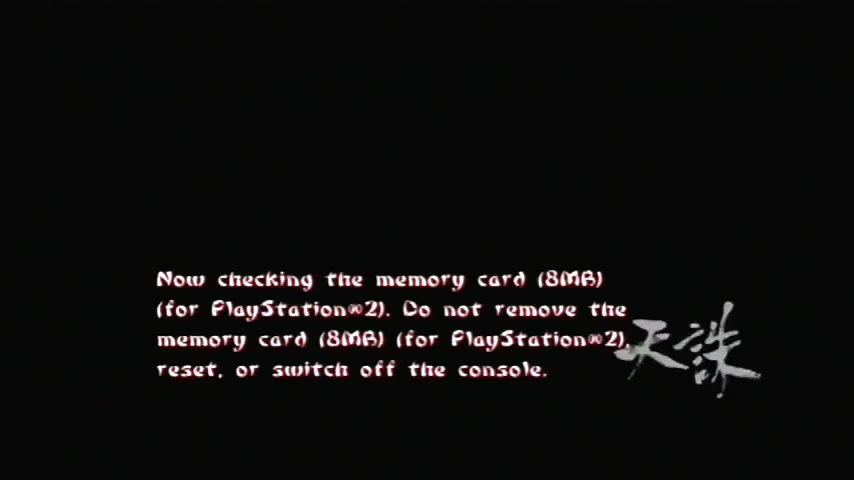 Now checking the memory card (8MB)
(for PlayStation®2). Do not remove the
memory card (8MB) (for PlayStation®2),
reset, or switch off the console.
天誅